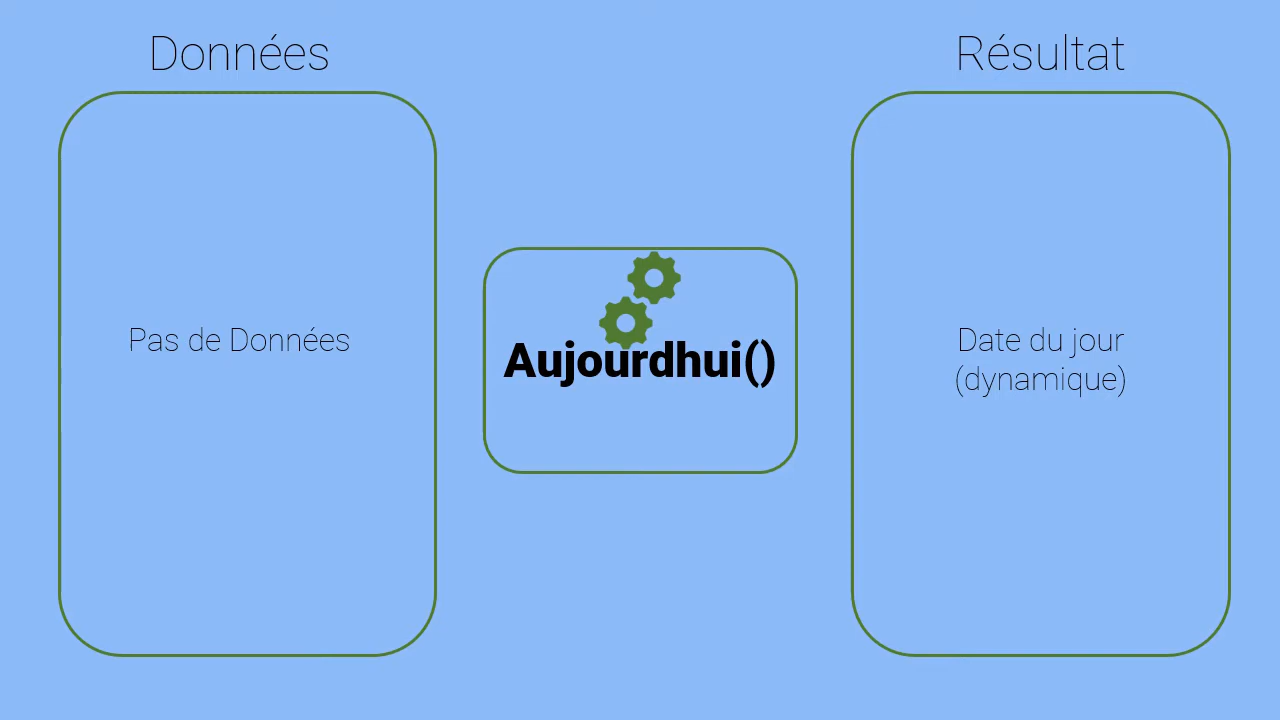 Données
Résultat
Pas de Données
Aujourdhui()
Date du jour
(dynamique)